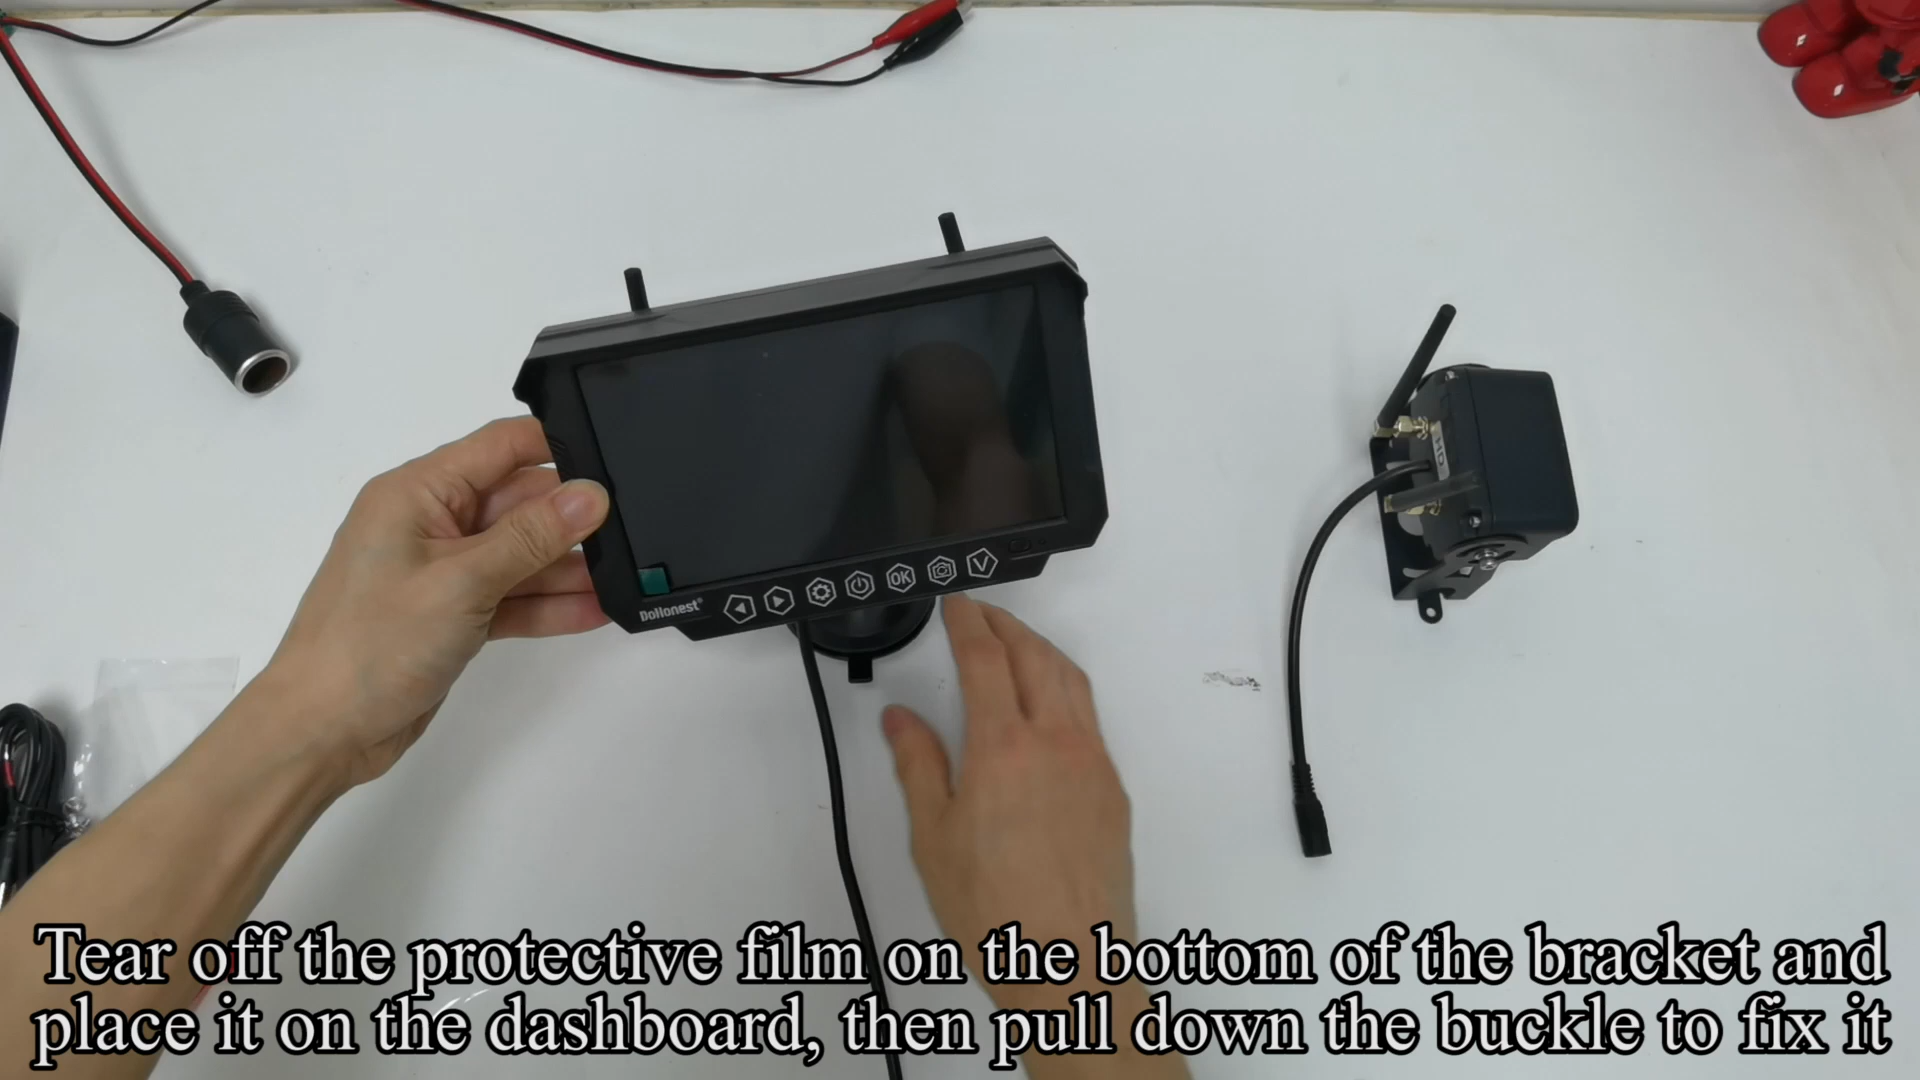 HD
DoHonest®
OK
V
Tear off the protective film on the bottom of the bracket and
place it on the dashboard, then pull down the buckle to fix it